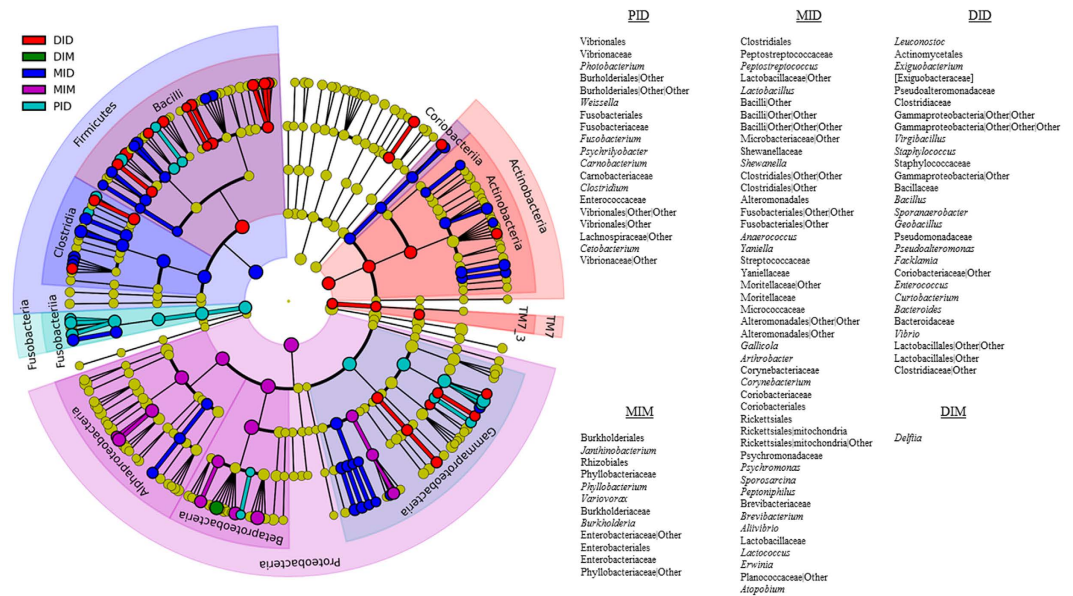 DID
DIM
MID
MIM
PID
Firmicutes
Bacilli
Clostridia
Fusobacteria
Fusobacteriia
Coriobacteriia
Actinobacteria
Actinobacteria
TM7_3
TM7
Alphaproteobacteria
Betaproteobacteria
Gammaproteobacteria
Proteobacteria
PID
Vibrionales
Vibrionaceae
Photobacterium
Burholderiales|Other
Burholderiales|Other|Other
Weissella
Fusobacteriales
Fusobacteriaceae
Fusobacterium
Psychrilyobacter
Carnobacterium
Carnobacteriaceae
Clostridium
Enterococcaceae
Vibrionales|Other|Other
Vibrionales|Other
Lachnospiraceae|Other
Cetobacterium
Vibrionaceae|Other
MIM
Burkholderiales
Janthinobacterium
Rhizobiales
Phyllobacteriaceae
Phyllobacterium
Variovorax
Burkholderiaceae
Burkholderia
Enterobacteriaceae|Other
Enterobacteriales
Enterobacteriaceae
Phyllobacteriaceae|Other
MID
Clostridiales
Peptostreptococcaceae
Peptostreptococcus
Lactobacillaceae|Other
Lactobacillus
Bacilli|Other
Bacilli|Other|Other
Bacilli|Other|Other|Other
Microbacteriaceae|Other
Shewanellaceae
Shewanella
Clostridiales|Other|Other
Clostridiales|Other
Alteromonadales
Fusobacteriales|Other|Other
Fusobacteriales|Other
Anaerococcus
Yaniella
Streptococcaceae
Yaniellaceae
Moritellaceae|Other
Moritellaceae
Micrococcaceae
Alteromonadales|Other|Other
Alteromonadales|Other
Gallicola
Arthrobacter
Corynebacteriaceae
Corynebacterium
Coriobacteriaceae
Coriobacteriales
Rickettsiales
Rickettsiales|mitochondria
Rickettsiales|mitochondria|Other
Psychromonadaceae
Psychromonas
Sporosarcina
Peptoniphilus
Brevibacteriaceae
Brevibacterium
Aliivibrio
Lactobacillaceae
Lactococcus
Erwinia
Planococcaceae|Other
Atopobium
DID
Leuconostoc
Actinomycetales
Exiguobacterium
[Exiguobacteraceae]
Pseudoalteromonadaceae
Clostridiaceae
Gammaproteobacteria|Other|Other
Gammaproteobacteria|Other|Other|Other
Virgibacillus
Staphylococcus
Staphylococcaceae
Gammaproteobacteria|Other
Bacillaceae
Bacillus
Sporanaerobacter
Geobacillus
Pseudomonadaceae
Pseudoalteromonas
Facklamia
Coriobacteriaceae|Other
Enterococcus
Curtobacterium
Bacteroides
Bacteroidaceae
Vibrio
Lactobacillales|Other|Other
Lactobacillales|Other
Clostridiaceae|Other
DIM
Delftia